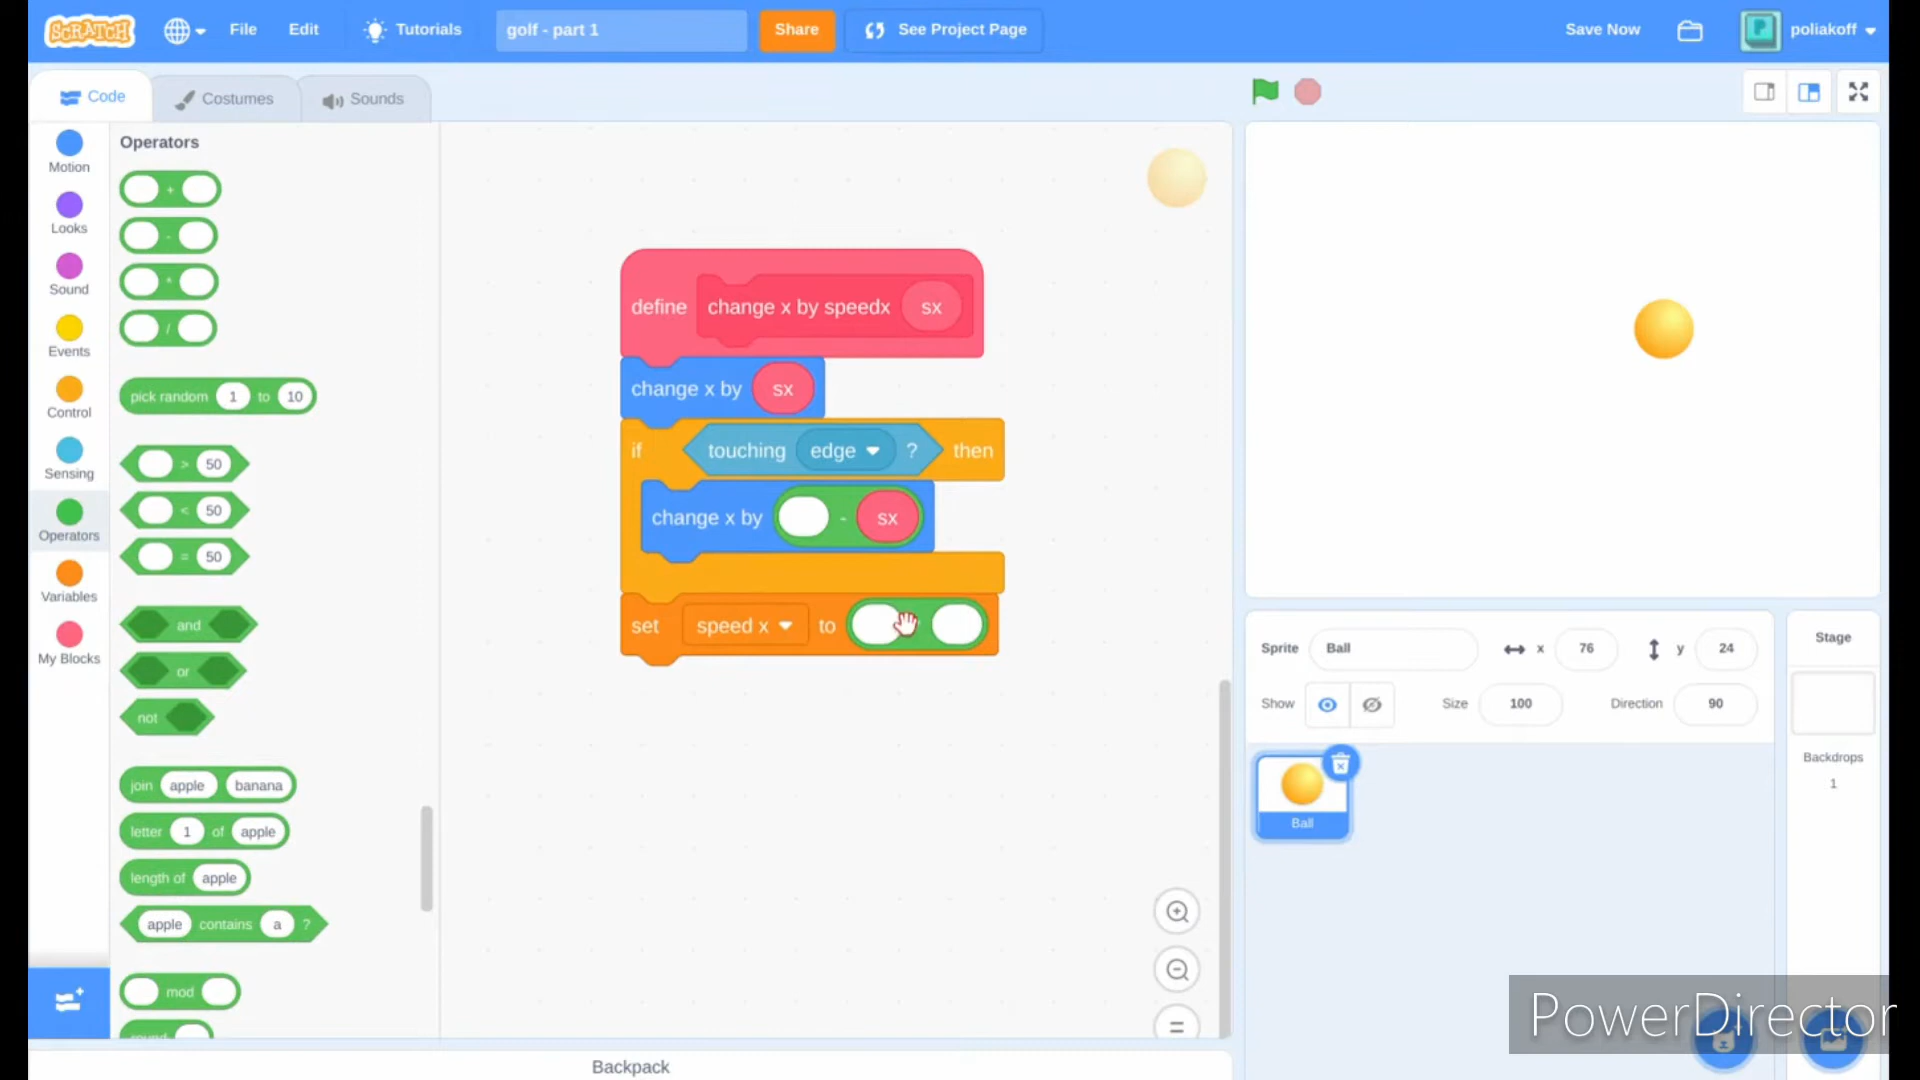 SCRATCH
File
Edit
Tutorials
golf - part 1
Share
See Project Page
Save Now
poliakoff
Code
Costumes
Sounds
Motion
Looks
Sound
Events
Control
Sensing
Operators
Variables
My Blocks
Operators
+
-
*
/
pick random 1 to 10
> 50
< 50
= 50
and
or
not
join apple banana
letter 1 of apple
length of apple
apple contains a ?
mod
round
define change x by speedx sx
change x by sx
if touching edge ? then
change x by - sx
set speed x to
Backpack
Sprite Ball x 76 y 24
Show Size 100 Direction 90
Ball
Stage
Backdrops
1
PowerDirector